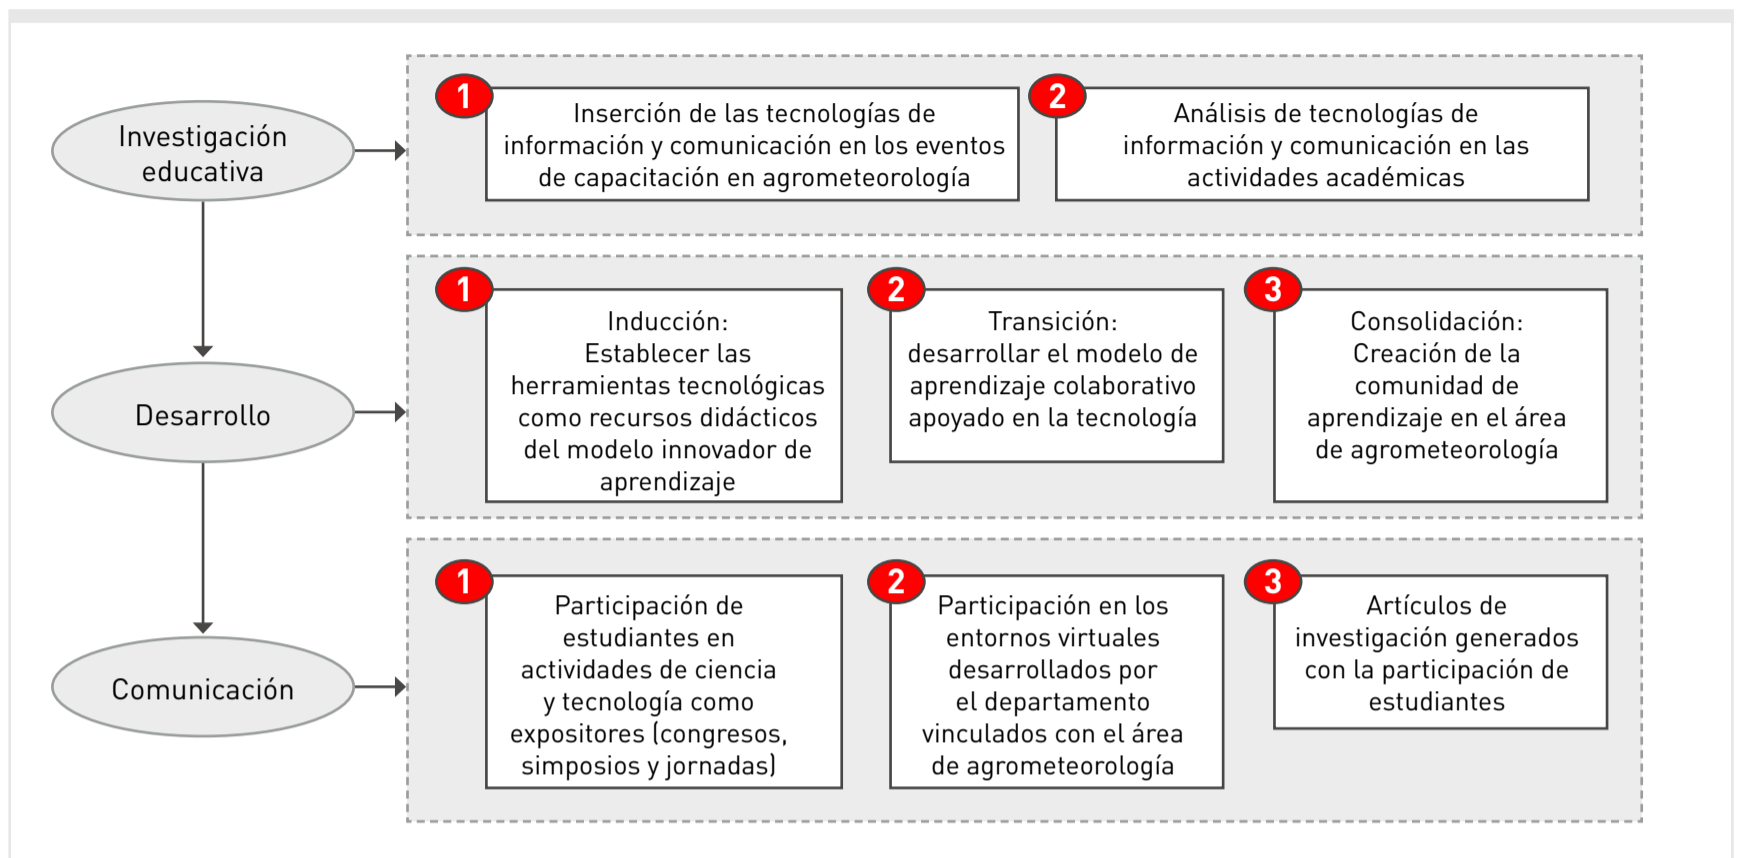 Investigación
educativa
1
Inserción de las tecnologías de
información y comunicación en los eventos
de capacitación en agrometeorología
2
Análisis de tecnologías de
información y comunicación en las
actividades académicas
Desarrollo
1
Inducción:
Establecer las
herramientas tecnológicas
como recursos didácticos
del modelo innovador de
aprendizaje
2
Transición:
desarrollar el modelo de
aprendizaje colaborativo
apoyado en la tecnología
3
Consolidación:
Creación de la
comunidad de
aprendizaje en el área
de agrometeorología
Comunicación
1
Participación de
estudiantes en
actividades de ciencia
y tecnología como
expositores (congresos,
simposios y jornadas)
2
Participación en los
entornos virtuales
desarrollados por
el departamento
vinculados con el área
de agrometeorología
3
Artículos de
investigación generados
con la participación de
estudiantes